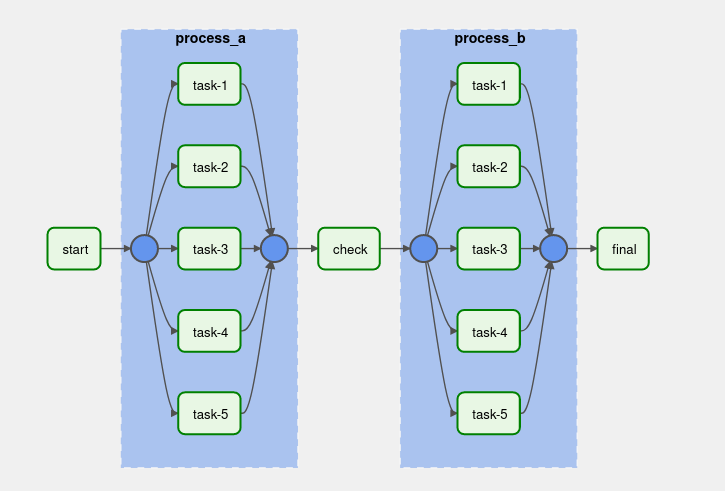 process_a
task-1
task-2
task-3
task-4
task-5
start
check
process_b
task-1
task-2
task-3
task-4
task-5
final